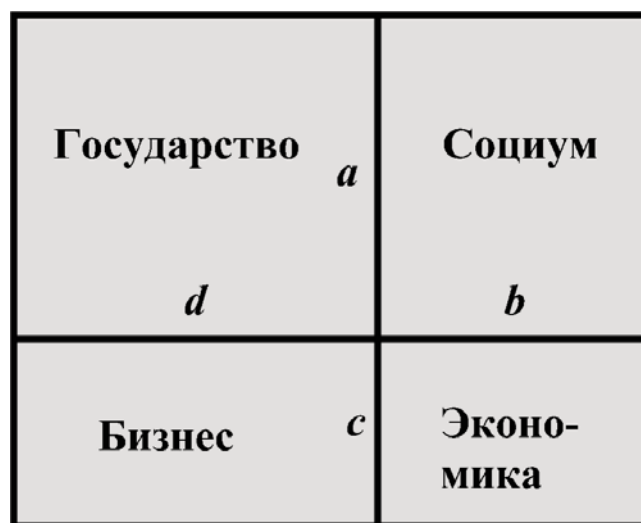 Государство
Социум
a
d
b
Бизнес
c
Эконо-
мика